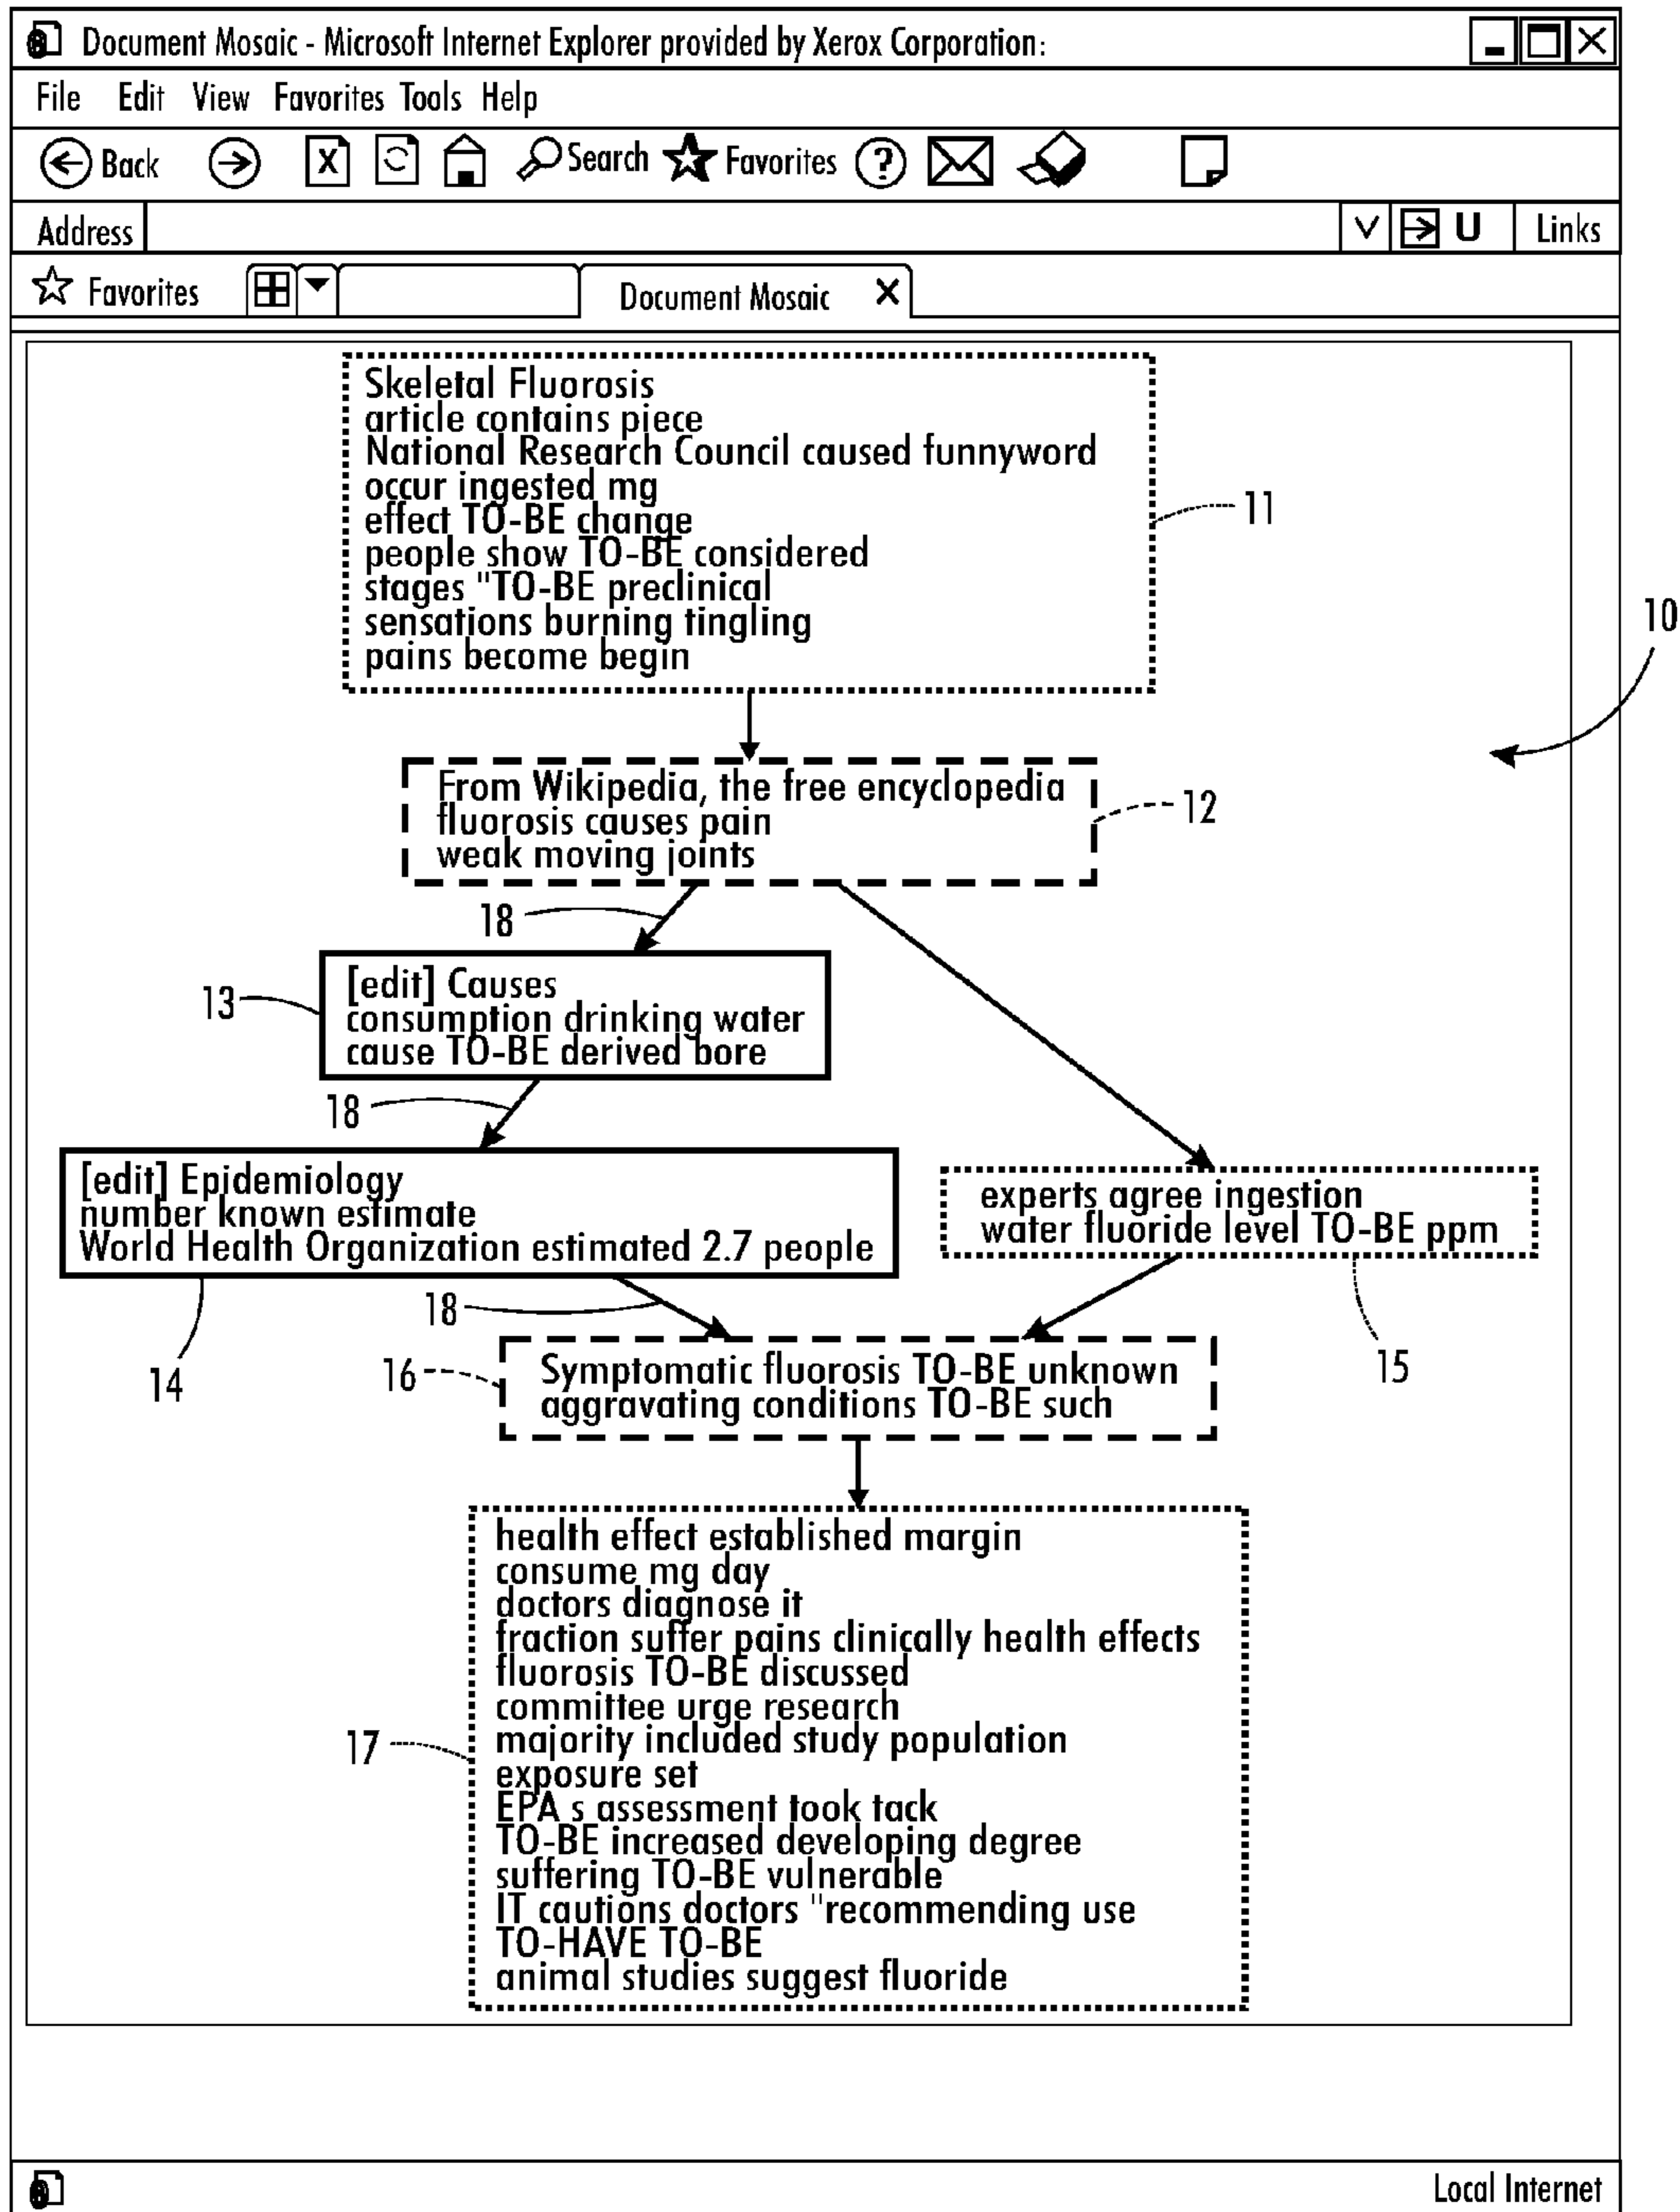 Document Mosaic - Microsoft Internet Explorer provided by Xerox Corporation:
File Edit View Favorites Tools Help
Back Search Favorites
Address U Links
Favorites Document Mosaic
Skeletal Fluorosis
article contains piece
National Research Council caused funnyword
occur ingested mg
effect TO-BE change
people show TO-BE considered
stages "TO-BE preclinical
sensations burning tingling
pains become begin
11
10
From Wikipedia, the free encyclopedia
fluorosis causes pain
weak moving joints
12
18
13
[edit] Causes
consumption drinking water
cause TO-BE derived bore
18
[edit] Epidemiology
number known estimate
World Health Organization estimated 2.7 people
experts agree ingestion
water fluoride level TO-BE ppm
18
14
15
16
Symptomatic fluorosis TO-BE unknown
aggravating conditions TO-BE such
health effect established margin
consume mg day
doctors diagnose it
fraction suffer pains clinically health effects
fluorosis TO-BE discussed
committee urge research
majority included study population
17
exposure set
EPA s assessment took tack
TO-BE increased developing degree
suffering TO-BE vulnerable
IT cautions doctors "recommending use
TO-HAVE TO-BE
animal studies suggest fluoride
Local Internet